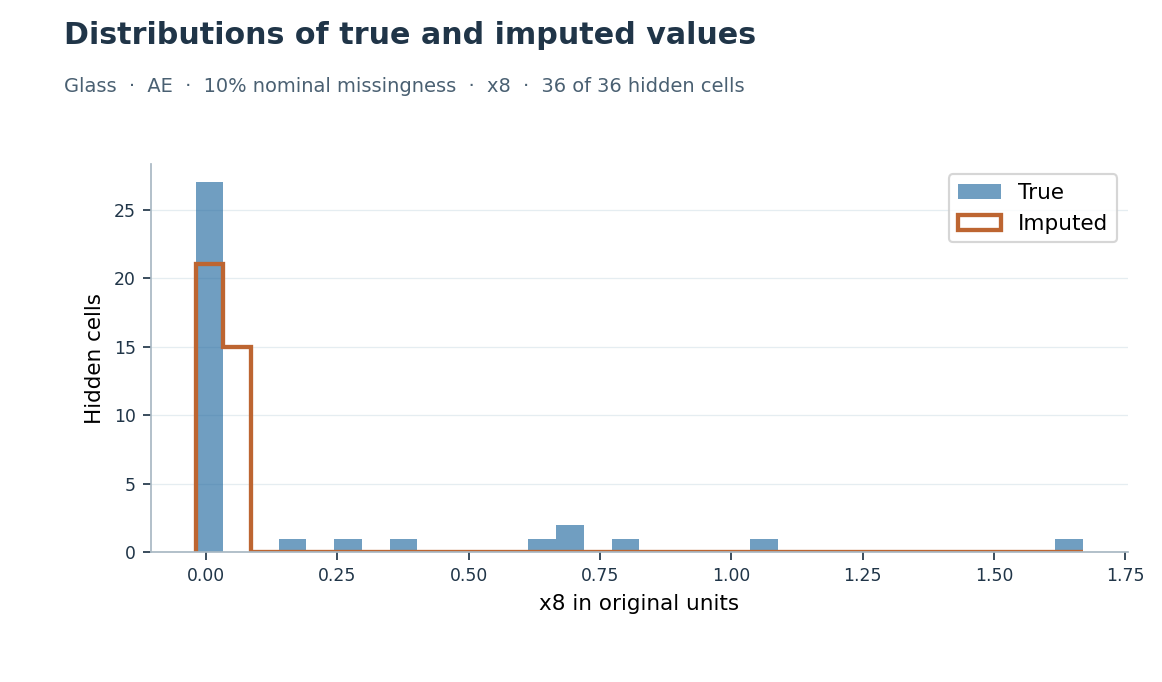 Distributions of true and imputed values
Glass · AE · 10% nominal missingness · x8 · 36 of 36 hidden cells
True
Imputed
Hidden cells
25
20
15
10
5
0
0.00 0.25 0.50 0.75 1.00 1.25 1.50 1.75
x8 in original units